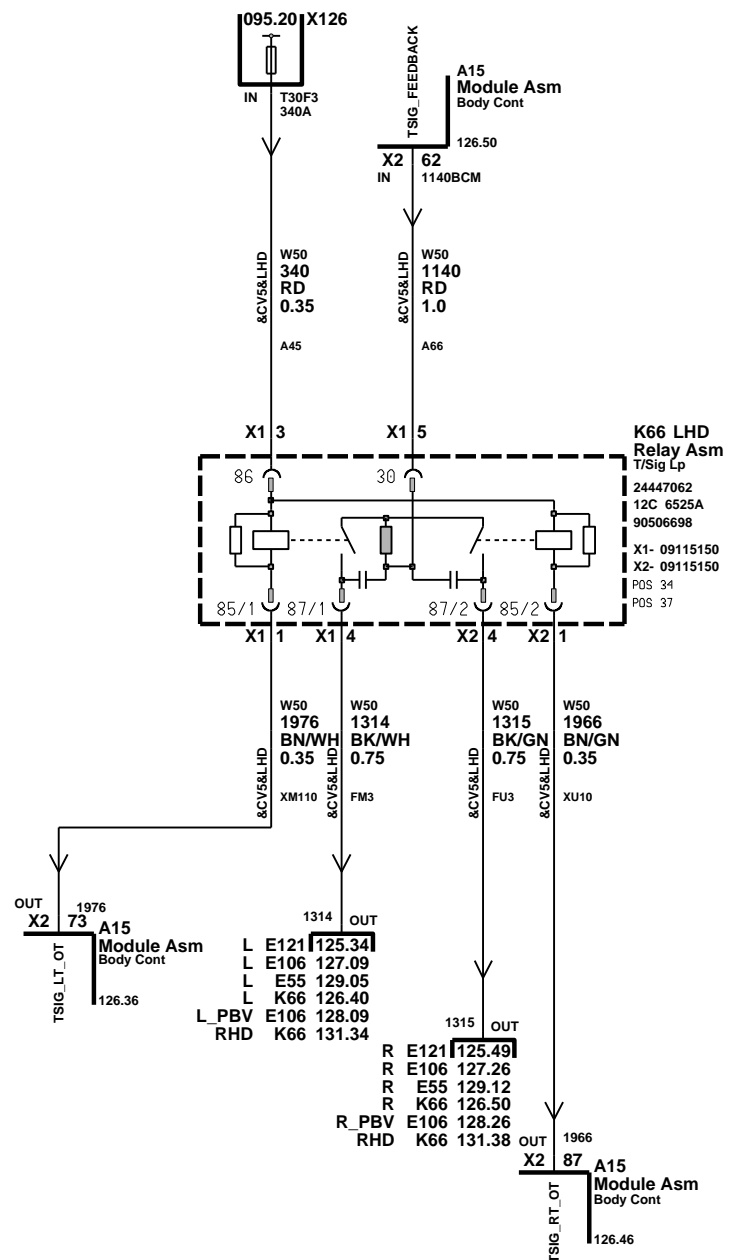 095.20 X126
IN T30F3
340A
TSIG_FEEDBACK
A15
Module Asm
Body Cont
126.50
X2 62
IN 1140BCM
&CV5&LHD
W50
340
RD
0.35
A45
&CV5&LHD
W50
1140
RD
1.0
A66
X1 3
X1 5
K66 LHD
Relay Asm
T/Sig Lp
24447062
12C 6525A
90506698
X1- 09115150
X2- 09115150
POS 34
POS 37
86
30
85/1 87/1 87/2 85/2
X1 1 X1 4 X2 4 X2 1
&CV5&LHD
W50
1976
BN/WH
0.35
XM110
&CV5&LHD
W50
1314
BK/WH
0.75
FM3
&CV5&LHD
W50
1315
BK/GN
0.75
FU3
&CV5&LHD
W50
1966
BN/GN
0.35
XU10
OUT 1976
X2 73
A15
Module Asm
Body Cont
TSIG_LT_OT
126.36
1314 OUT
L E121 125.34
L E106 127.09
L E55 129.05
L K66 126.40
L_PBV E106 128.09
RHD K66 131.34
1315 OUT
R E121 125.49
R E106 127.26
R E55 129.12
R K66 126.50
R_PBV E106 128.26
RHD K66 131.38
OUT 1966
X2 87
A15
Module Asm
Body Cont
TSIG_RT_OT
126.46